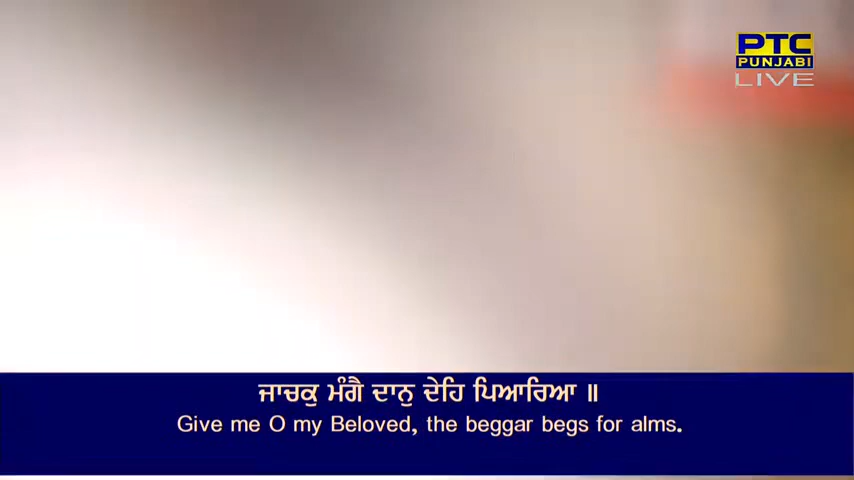 PTC
PUNJABI
LIVE
ਜਾਚਕੁ ਮੰਗੈ ਦਾਨੁ ਦੇਹਿ ਪਿਆਰਿਆ ॥
Give me O my Beloved, the beggar begs for alms.